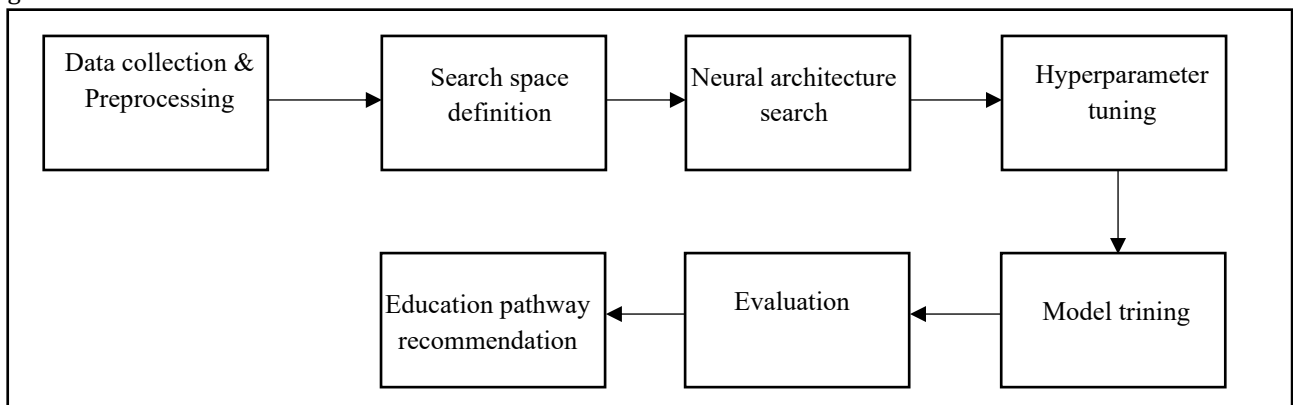 Data collection &
Preprocessing
Search space
definition
Neural architecture
search
Hyperparameter
tuning
Model trining
Evaluation
Education pathway
recommendation